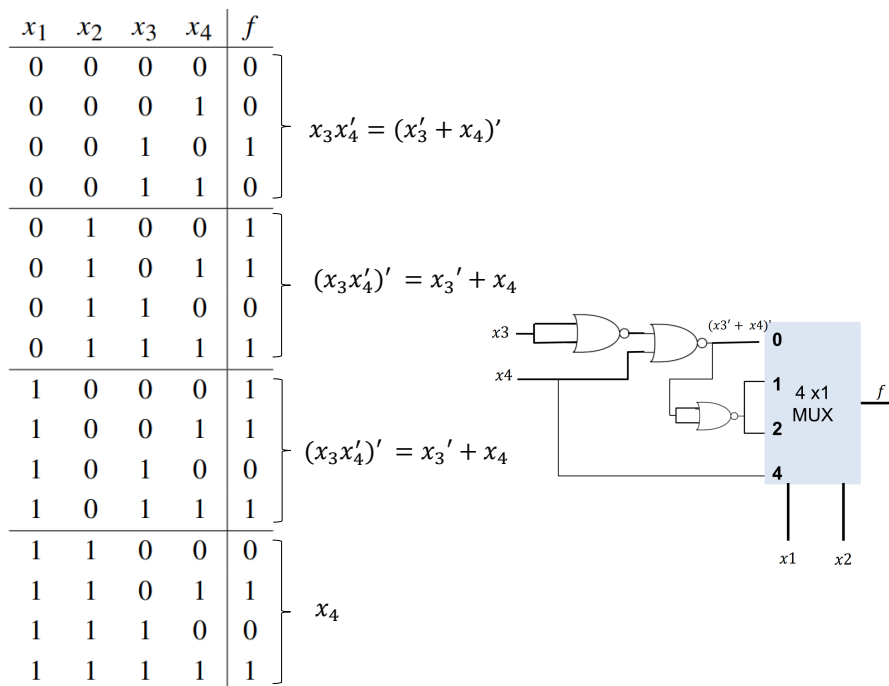 x₁ x₂ x₃ x₄ f
0 0 0 0 0
0 0 0 1 0
0 0 1 0 1
0 0 1 1 0
x₃x₄′ = (x₃′ + x₄)’
0 1 0 0 1
0 1 0 1 1
0 1 1 0 0
0 1 1 1 1
(x₃x₄′)′ = x₃′ + x₄
1 0 0 0 1
1 0 0 1 1
1 0 1 0 0
1 0 1 1 1
(x₃x₄′)′ = x₃′ + x₄
1 1 0 0 0
1 1 0 1 1
1 1 1 0 0
1 1 1 1 1
x₄
x3
x4
(x3′ + x4)’
0
1
2
4
4 x1
MUX
f
x1
x2